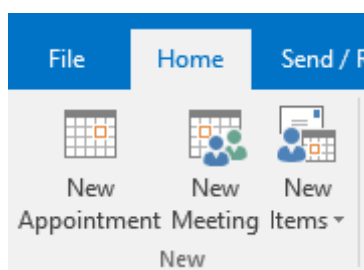 File Home Send / R
New Appointment
New Meeting
New Items
New